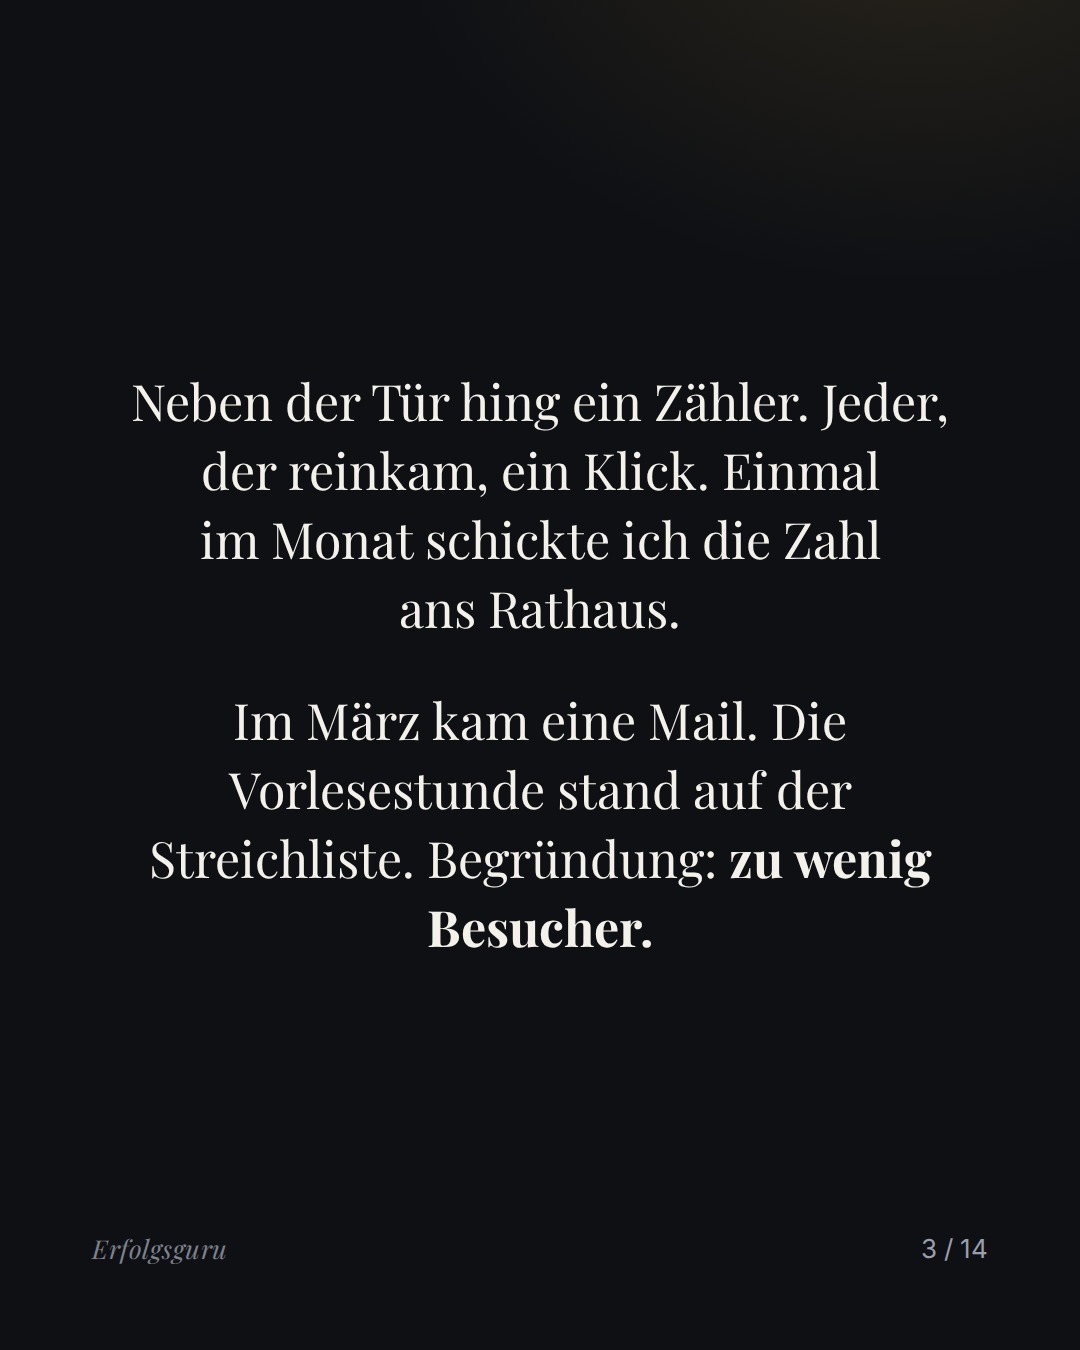 Neben der Tür hing ein Zähler. Jeder,
der reinkam, ein Klick. Einmal
im Monat schickte ich die Zahl
ans Rathaus.
Im März kam eine Mail. Die
Vorlesestunde stand auf der
Streichliste. Begründung: zu wenig
Besucher.
Erfolgsguru
3 / 14